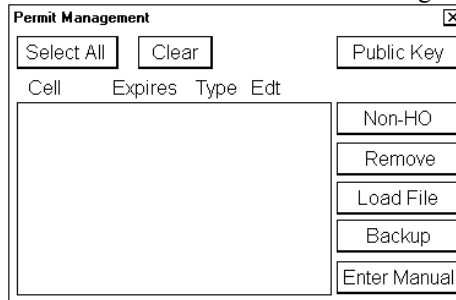 Permit Management
Select All Clear Public Key
Cell Expires Type Edt
Non-HO
Remove
Load File
Backup
Enter Manual